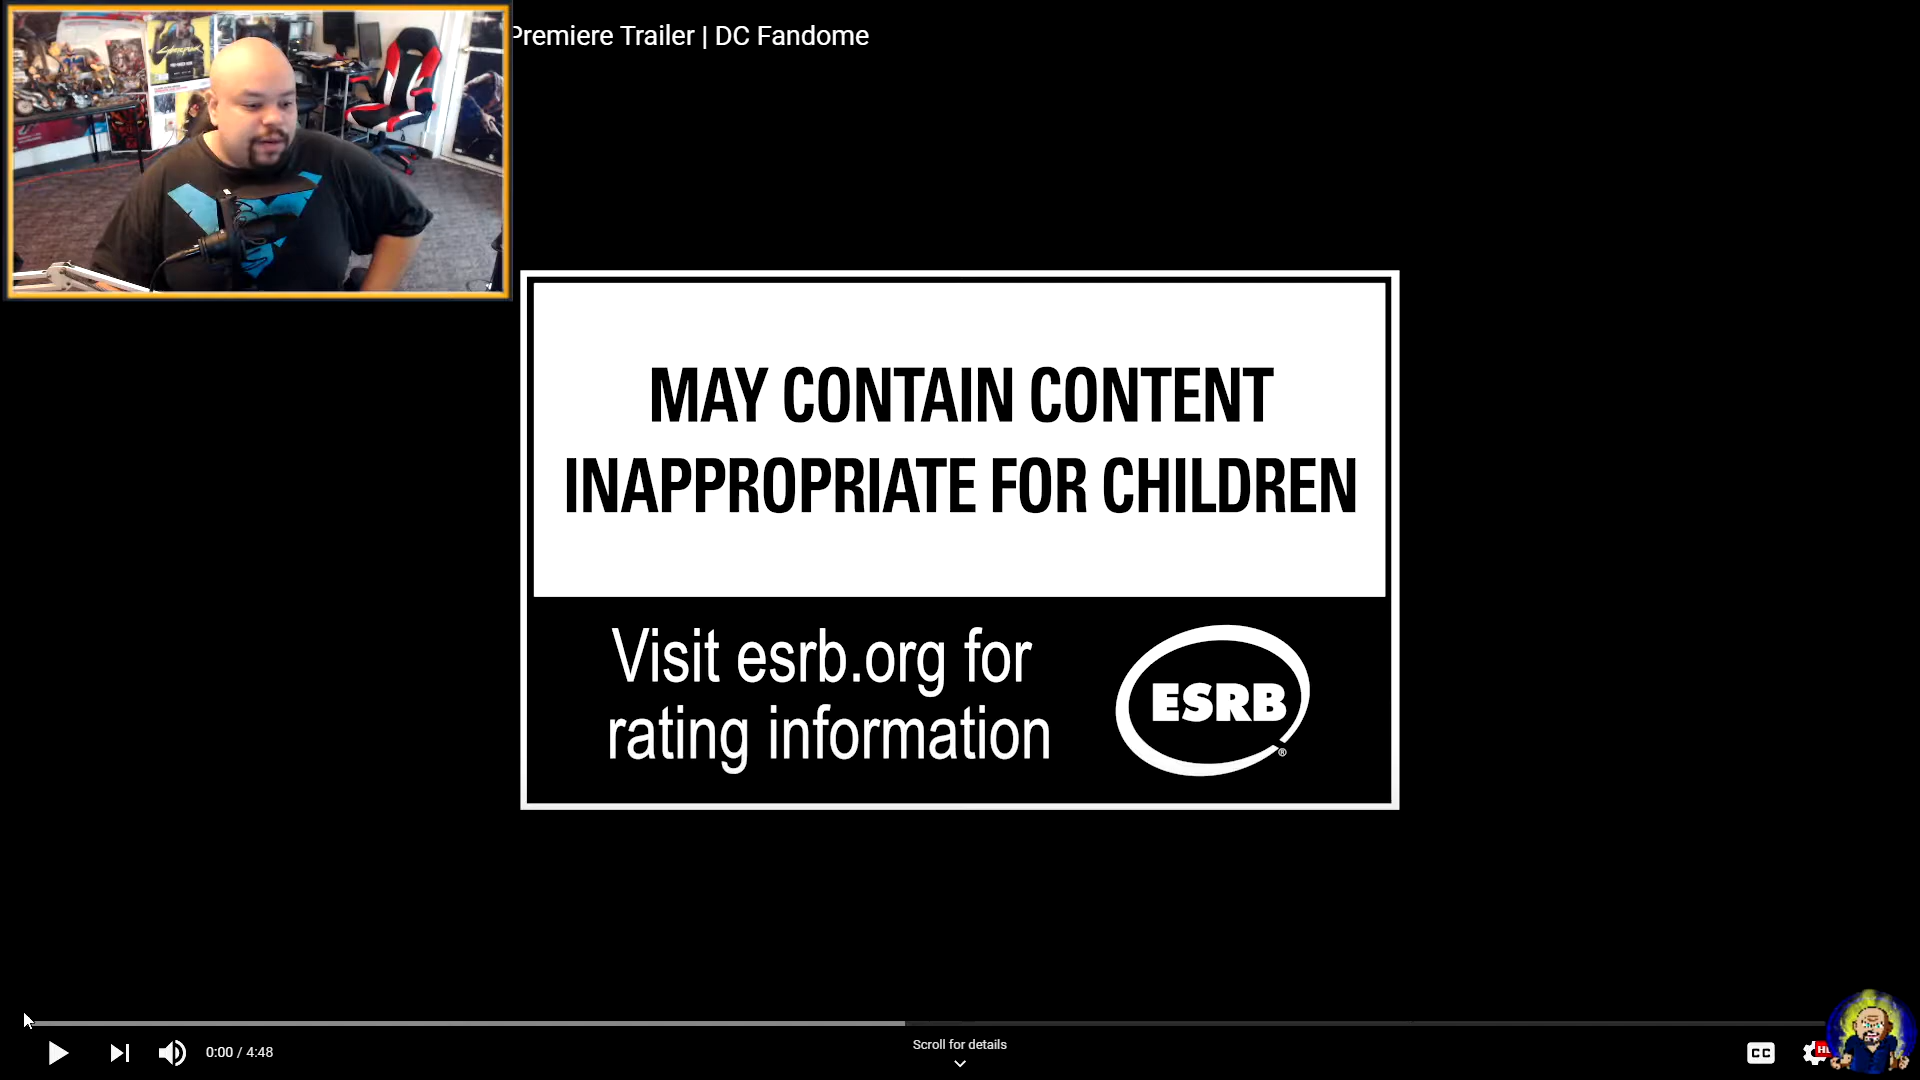 Premiere Trailer | DC Fandome
MAY CONTAIN CONTENT
INAPPROPRIATE FOR CHILDREN
Visit esrb.org for
rating information
ESRB
®
0:00 / 4:48
Scroll for details
CC